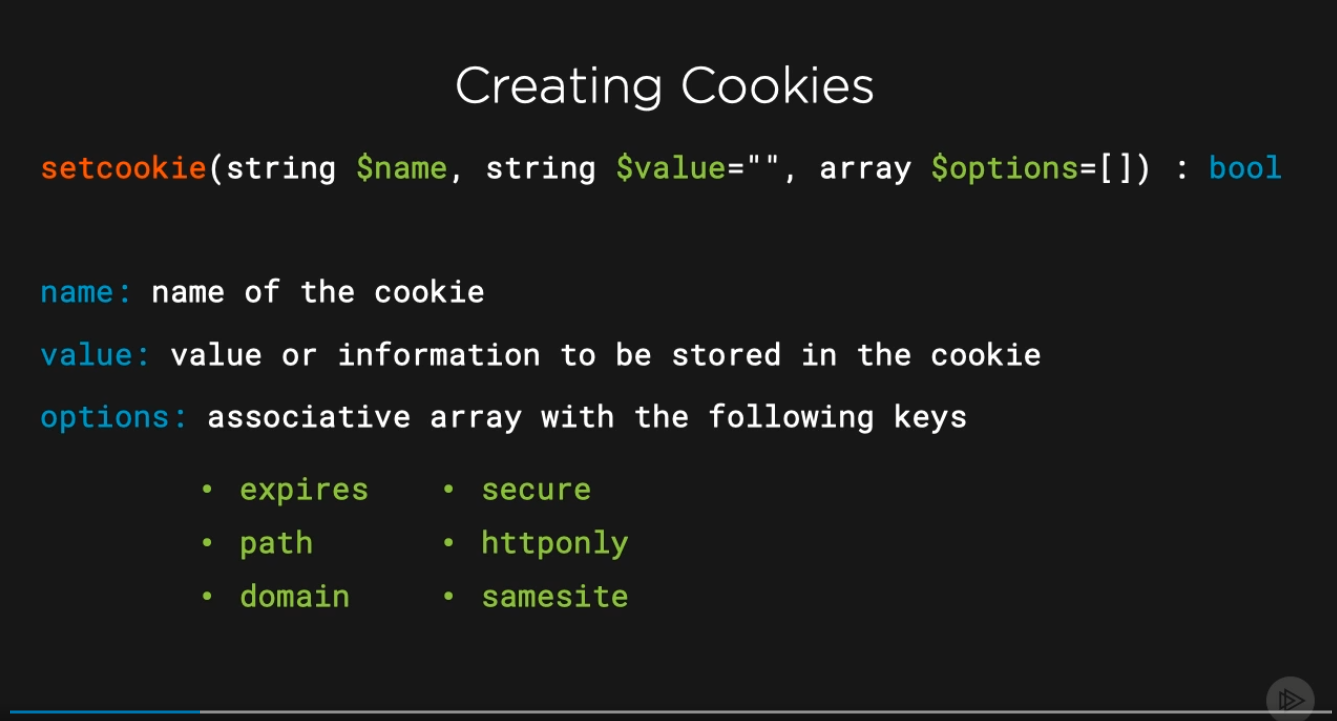 Creating Cookies
setcookie(string $name, string $value="", array $options=[]) : bool
name: name of the cookie
value: value or information to be stored in the cookie
options: associative array with the following keys
• expires
• path
• domain
• secure
• httponly
• samesite